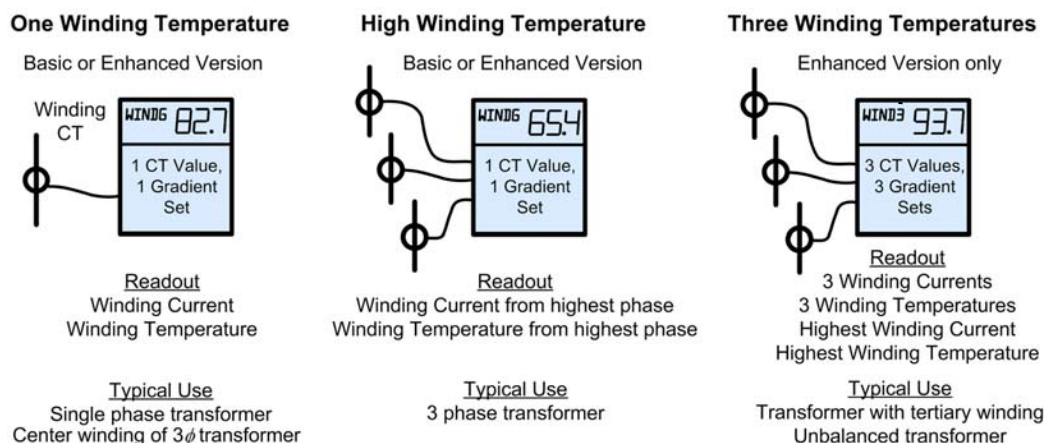 One Winding Temperature
Basic or Enhanced Version
Winding
CT
WINDG 82.7
1 CT Value,
1 Gradient
Set
Readout
Winding Current
Winding Temperature
Typical Use
Single phase transformer
Center winding of 3ϕ transformer
High Winding Temperature
Basic or Enhanced Version
WINDG 65.4
1 CT Value,
1 Gradient
Set
Readout
Winding Current from highest phase
Winding Temperature from highest phase
Typical Use
3 phase transformer
Three Winding Temperatures
Enhanced Version only
WIND3 93.7
3 CT Values,
3 Gradient
Sets
Readout
3 Winding Currents
3 Winding Temperatures
Highest Winding Current
Highest Winding Temperature
Typical Use
Transformer with tertiary winding
Unbalanced transformer